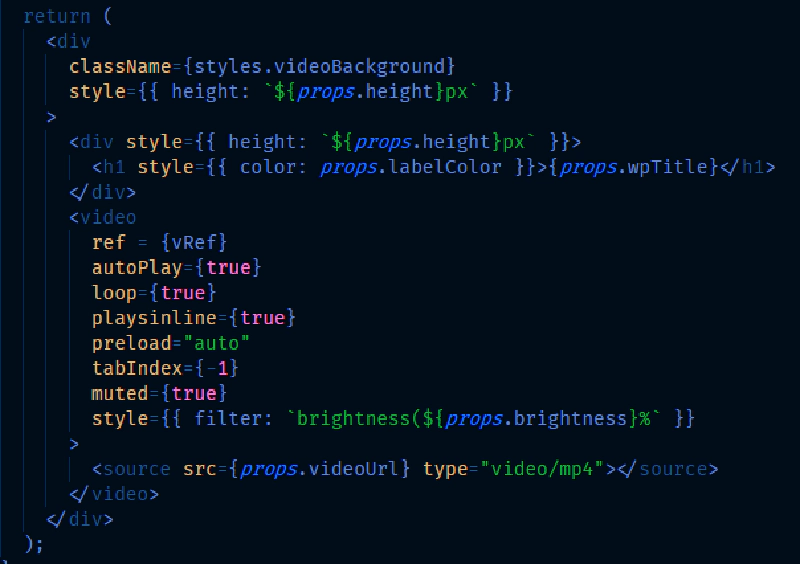 return (
<div
className={styles.videoBackground}
style={{ height: `${props.height}px` }}
>
<div style={{ height: `${props.height}px` }}>
<h1 style={{ color: props.labelColor }}>{props.wpTitle}</h1>
</div>
<video
ref = {vRef}
autoPlay={true}
loop={true}
playsinline={true}
preload="auto"
tabIndex={-1}
muted={true}
style={{ filter: `brightness(${props.brightness}%` }}
>
<source src={props.videoUrl} type="video/mp4"></source>
</video>
</div>
);